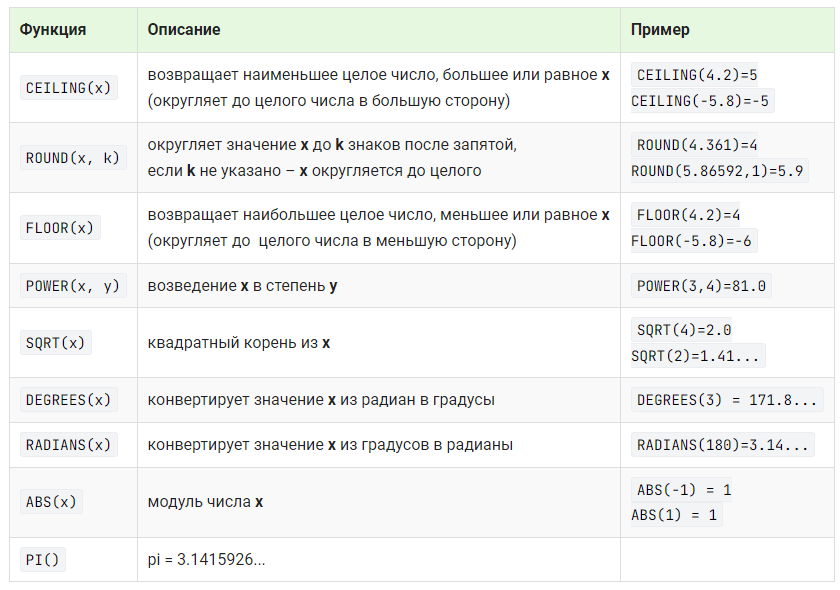 Функция Описание Пример
CEILING(x)
возвращает наименьшее целое число, большее или равное x
(округляет до целого числа в большую сторону)
CEILING(4.2)=5
CEILING(-5.8)=-5
ROUND(x, k)
округляет значение x до k знаков после запятой,
если k не указано – x округляется до целого
ROUND(4.361)=4
ROUND(5.86592,1)=5.9
FLOOR(x)
возвращает наибольшее целое число, меньшее или равное x
(округляет до целого числа в меньшую сторону)
FLOOR(4.2)=4
FLOOR(-5.8)=-6
POWER(x, y) возведение x в степень y POWER(3,4)=81.0
SQRT(x)
квадратный корень из x
SQRT(4)=2.0
SQRT(2)=1.41...
DEGREES(x) конвертирует значение x из радиан в градусы DEGREES(3) = 171.8...
RADIANS(x) конвертирует значение x из градусов в радианы RADIANS(180)=3.14...
ABS(x)
модуль числа x
ABS(-1) = 1
ABS(1) = 1
PI() pi = 3.1415926...